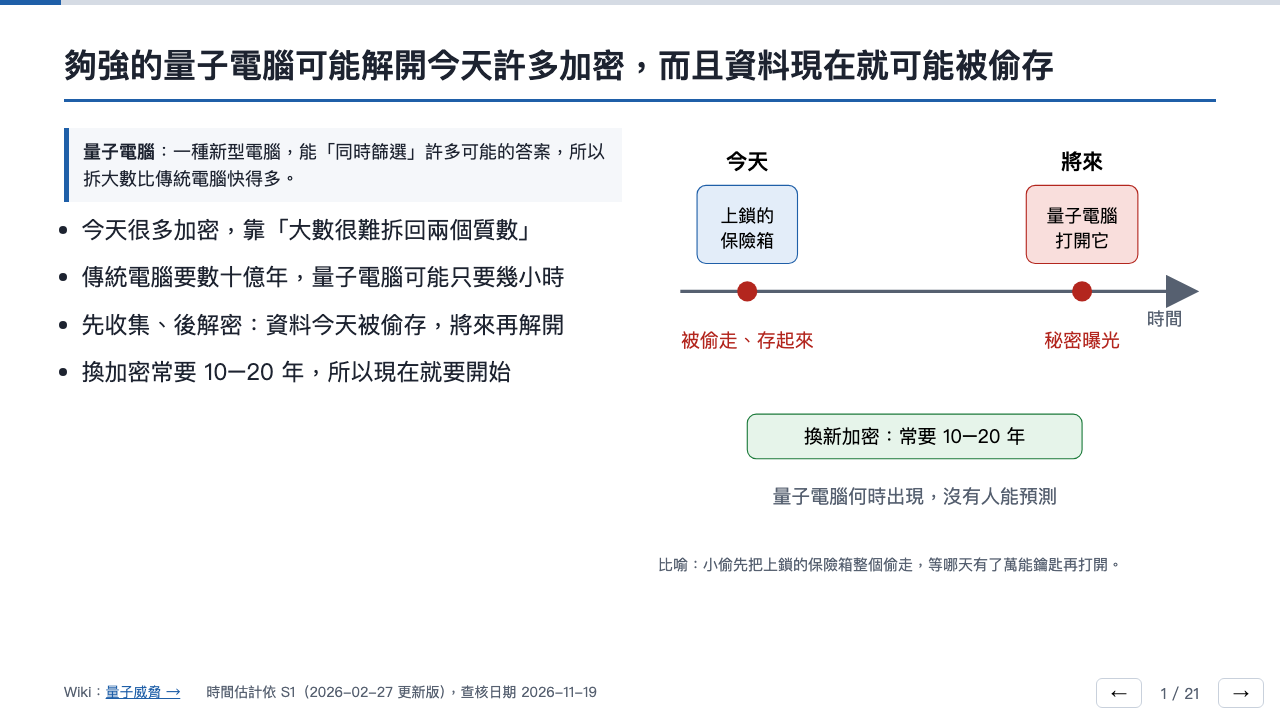 夠強的量子電腦可能解開今天許多加密，而且資料現在就可能被偷存
量子電腦：一種新型電腦，能「同時篩選」許多可能的答案，所以
拆大數比傳統電腦快得多。
• 今天很多加密，靠「大數很難拆回兩個質數」
• 傳統電腦要數十億年，量子電腦可能只要幾小時
• 先收集、後解密：資料今天被偷存，將來再解開
• 換加密常要 10–20 年，所以現在就要開始
今天
上鎖的
保險箱
被偷走、存起來
將來
量子電腦
打開它
秘密曝光
時間
換新加密：常要 10–20 年
量子電腦何時出現，沒有人能預測
比喻：小偷先把上鎖的保險箱整個偷走，等哪天有了萬能鑰匙再打開。
Wiki：量子威脅 → 時間估計依 S1（2026-02-27 更新版），查核日期 2026-11-19
← 1 / 21 →